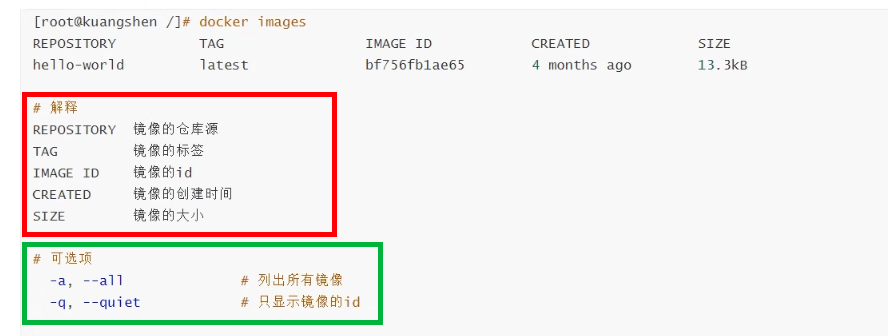 [root@kuangshen /]# docker images
REPOSITORY TAG IMAGE ID CREATED SIZE
hello-world latest bf756fb1ae65 4 months ago 13.3kB
# 解释
REPOSITORY 镜像的仓库源
TAG 镜像的标签
IMAGE ID 镜像的id
CREATED 镜像的创建时间
SIZE 镜像的大小
# 可选项
-a, --all # 列出所有镜像
-q, --quiet # 只显示镜像的id